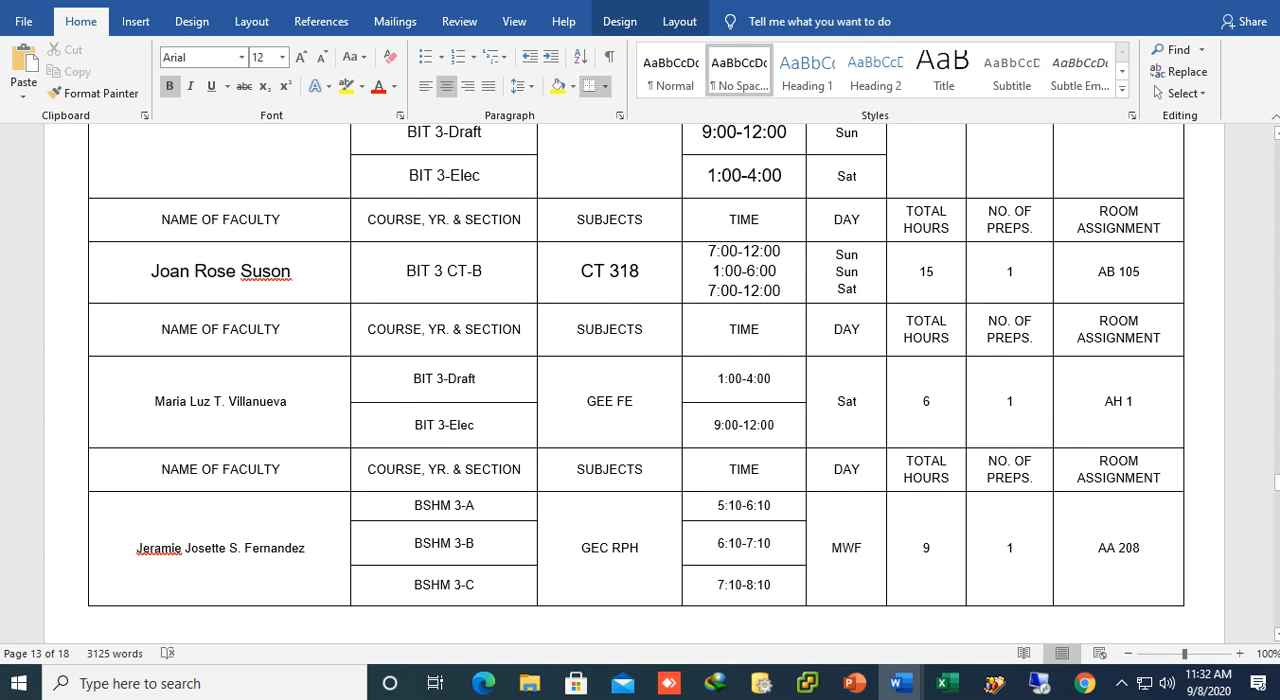 File Home Insert Design Layout References Mailings Review View Help Design Layout Tell me what you want to do Share
Paste
Cut
Copy
Format Painter
Clipboard
Arial 12
B I U abc x₂ x² A A
Aa
Font
Paragraph
AaBbCcDc AaBbCcDc AaBbCc AaBbCcE AaB AaBbCcD AaBbCcDc
¶ Normal ¶ No Spac... Heading 1 Heading 2 Title Subtitle Subtle Em...
Styles
Find
Replace
Select
Editing
BIT 3-Draft 9:00-12:00 Sun
BIT 3-Elec 1:00-4:00 Sat
NAME OF FACULTY COURSE, YR. & SECTION SUBJECTS TIME DAY TOTAL HOURS NO. OF PREPS. ROOM ASSIGNMENT
Joan Rose Suson BIT 3 CT-B CT 318
7:00-12:00 Sun
1:00-6:00 Sun
7:00-12:00 Sat
15 1 AB 105
NAME OF FACULTY COURSE, YR. & SECTION SUBJECTS TIME DAY TOTAL HOURS NO. OF PREPS. ROOM ASSIGNMENT
BIT 3-Draft 1:00-4:00
Maria Luz T. Villanueva GEE FE Sat 6 1 AH 1
BIT 3-Elec 9:00-12:00
NAME OF FACULTY COURSE, YR. & SECTION SUBJECTS TIME DAY TOTAL HOURS NO. OF PREPS. ROOM ASSIGNMENT
BSHM 3-A 5:10-6:10
Jeramie Josette S. Fernandez BSHM 3-B GEC RPH 6:10-7:10 MWF 9 1 AA 208
BSHM 3-C 7:10-8:10
Page 13 of 18 3125 words 100%
Type here to search
11:32 AM
9/8/2020